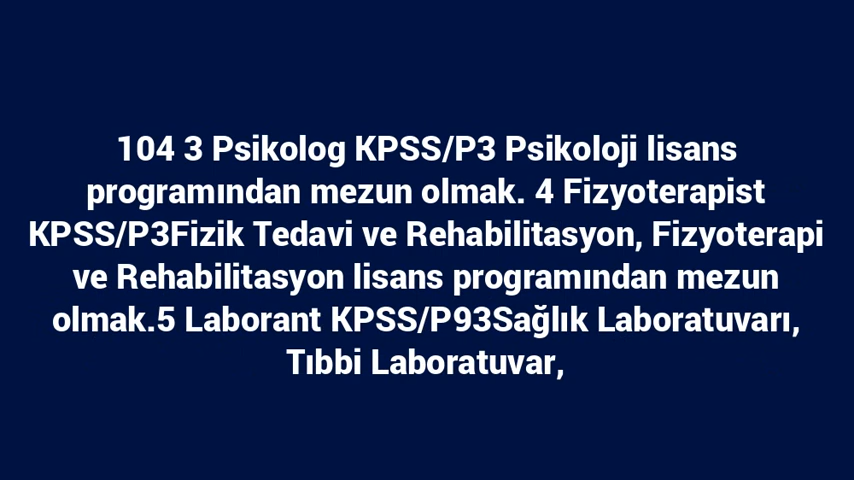 104 3 Psikolog KPSS/P3 Psikoloji lisans
programından mezun olmak. 4 Fizyoterapist
KPSS/P3Fizik Tedavi ve Rehabilitasyon, Fizyoterapi
ve Rehabilitasyon lisans programından mezun
olmak.5 Laborant KPSS/P93Sağlık Laboratuvarı,
Tıbbi Laboratuvar,